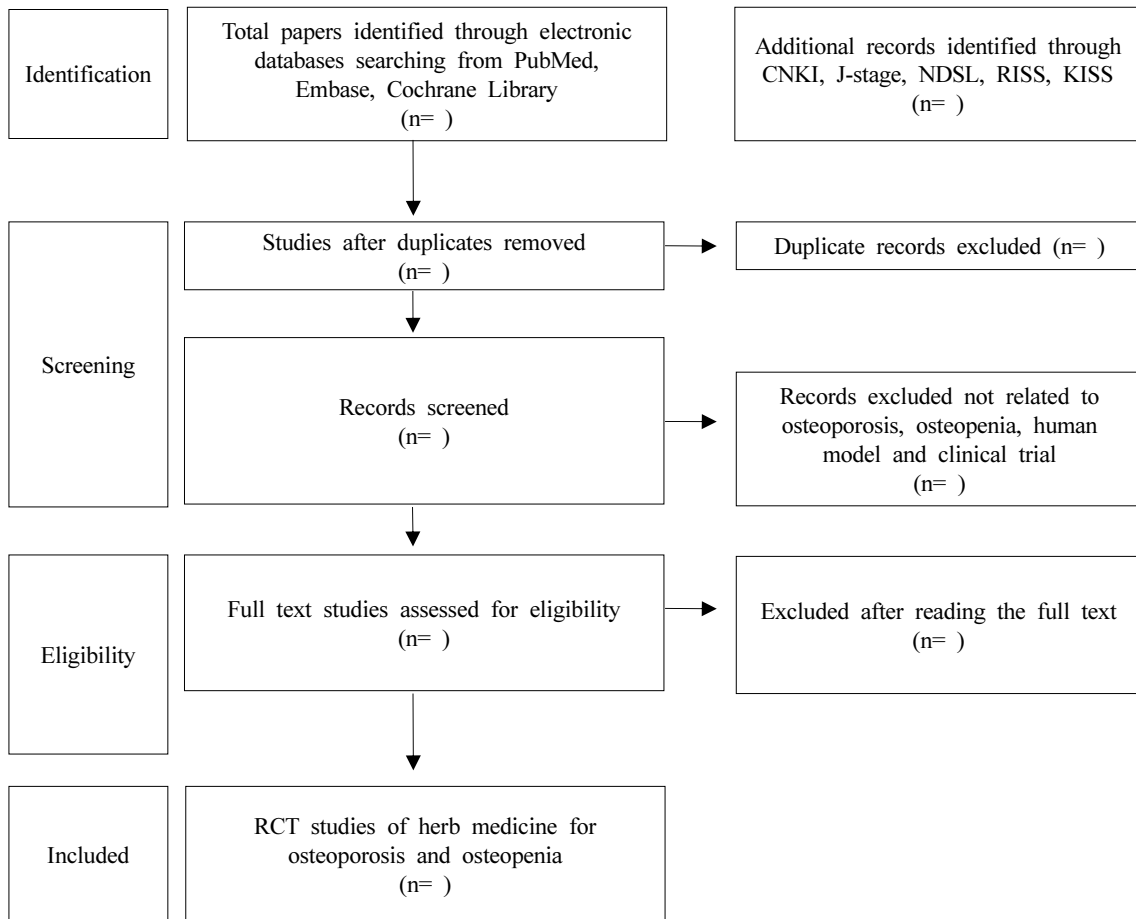 Identification
Total papers identified through electronic
databases searching from PubMed,
Embase, Cochrane Library
(n= )
Additional records identified through
CNKI, J-stage, NDSL, RISS, KISS
(n= )
Screening
Studies after duplicates removed
(n= )
Duplicate records excluded (n= )
Records screened
(n= )
Records excluded not related to
osteoporosis, osteopenia, human
model and clinical trial
(n= )
Eligibility
Full text studies assessed for eligibility
(n= )
Excluded after reading the full text
(n= )
Included
RCT studies of herb medicine for
osteoporosis and osteopenia
(n= )